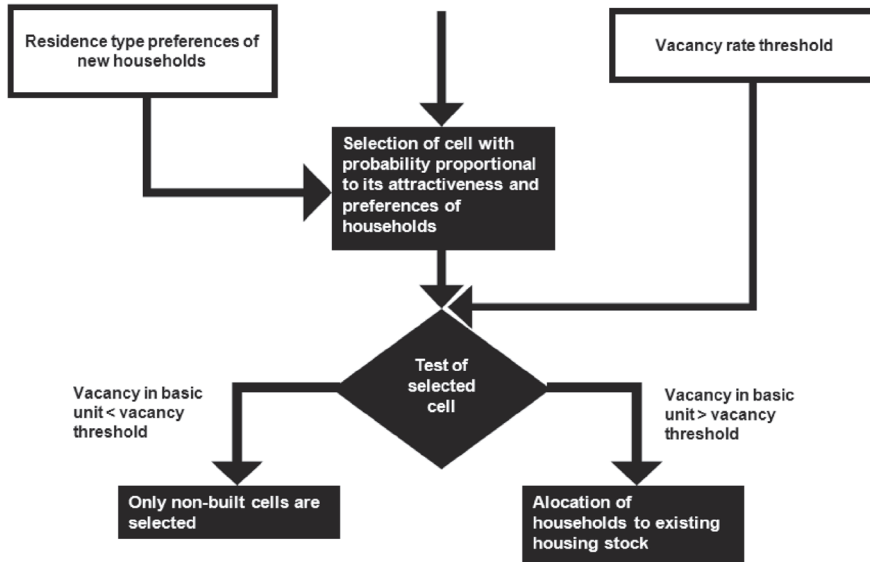 Residence type preferences of
new households
Vacancy rate threshold
Selection of cell with
probability proportional
to its attractiveness and
preferences of
households
Test of
selected
cell
Vacancy in basic
unit < vacancy
threshold
Vacancy in basic
unit > vacancy
threshold
Only non-built cells are
selected
Alocation of
households to existing
housing stock